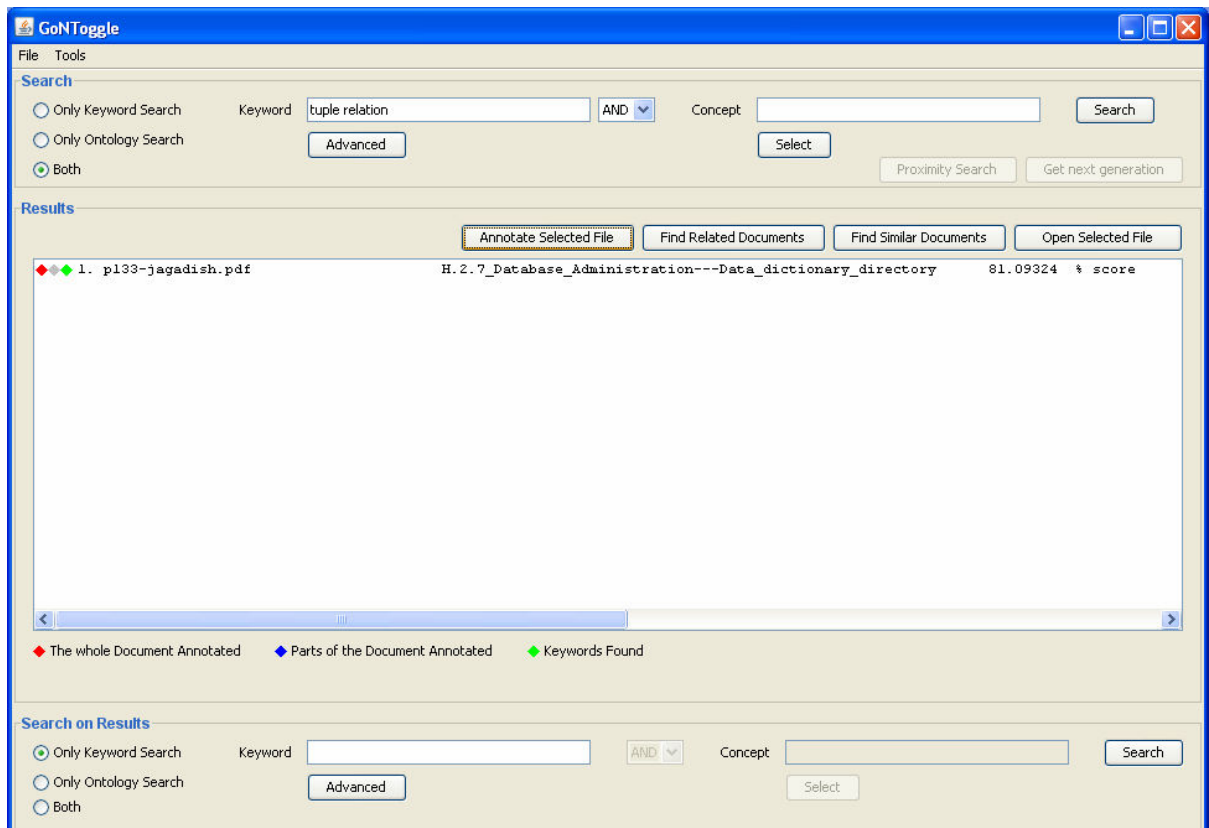 GoNToggle
File Tools
Search
Only Keyword Search Keyword tuple relation AND Concept Search
Only Ontology Search Advanced Select
Both Proximity Search Get next generation
Results
Annotate Selected File Find Related Documents Find Similar Documents Open Selected File
1. p133-jagadish.pdf H.2.7_Database_Administration---Data_dictionary_directory 81.09324 % score
The whole Document Annotated Parts of the Document Annotated Keywords Found
Search on Results
Only Keyword Search Keyword AND Concept Search
Only Ontology Search Advanced Select
Both